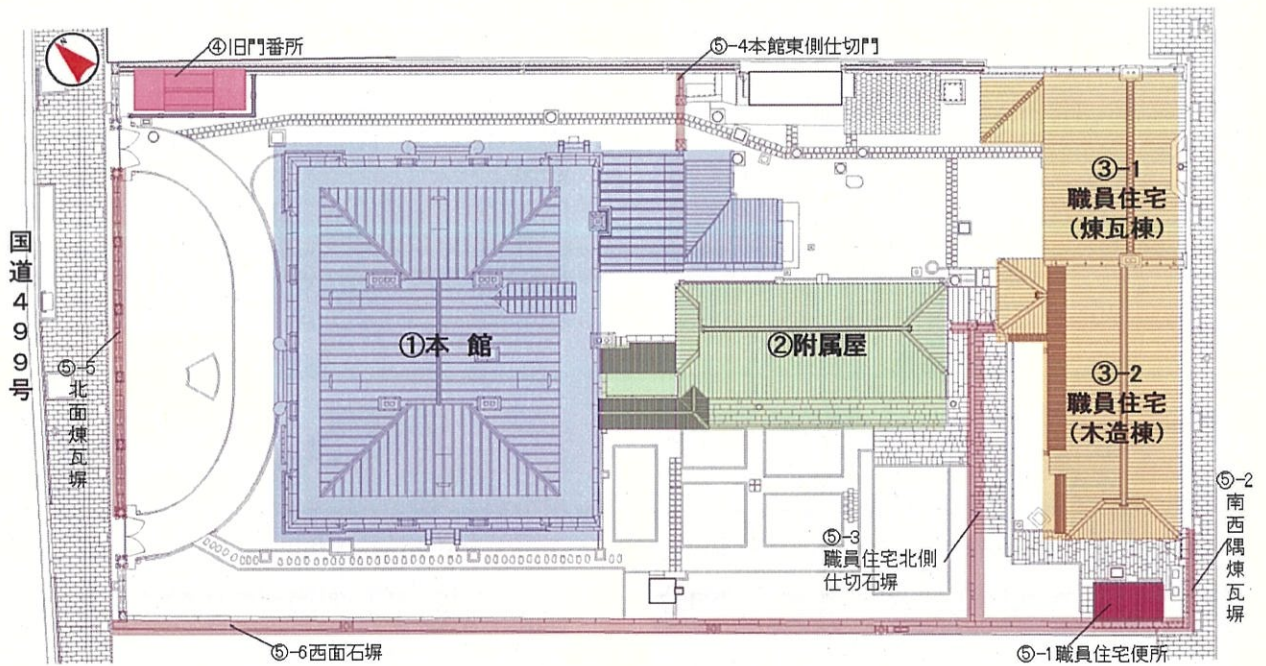 ④旧門番所
⑤-4本館東側仕切門
③-1
職員住宅
(煉瓦棟)
国道499号
①本 館
②附属屋
⑤-5
北面煉瓦塀
③-2
職員住宅
(木造棟)
⑤-2
南西隅煉瓦塀
⑤-3
職員住宅北側
仕切石塀
⑤-6西面石塀
⑤-1職員住宅便所